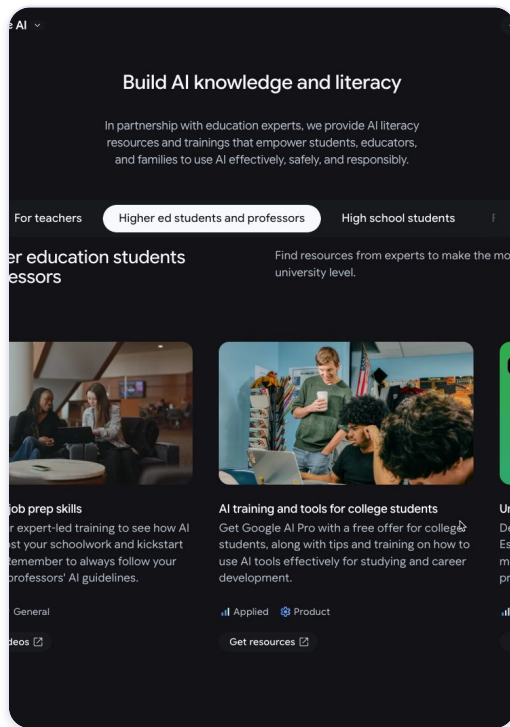 AI
Build AI knowledge and literacy
In partnership with education experts, we provide AI literacy
resources and trainings that empower students, educators,
and families to use AI effectively, safely, and responsibly.
For teachers
Higher ed students and professors
High school students
er education students
essors
Find resources from experts to make the mo
university level.
job prep skills
r expert-led training to see how AI
ost your schoolwork and kickstart
Remember to always follow your
professors' AI guidelines.
General
deos
AI training and tools for college students
Get Google AI Pro with a free offer for college
students, along with tips and training on how to
use AI tools effectively for studying and career
development.
Applied
Product
Get resources